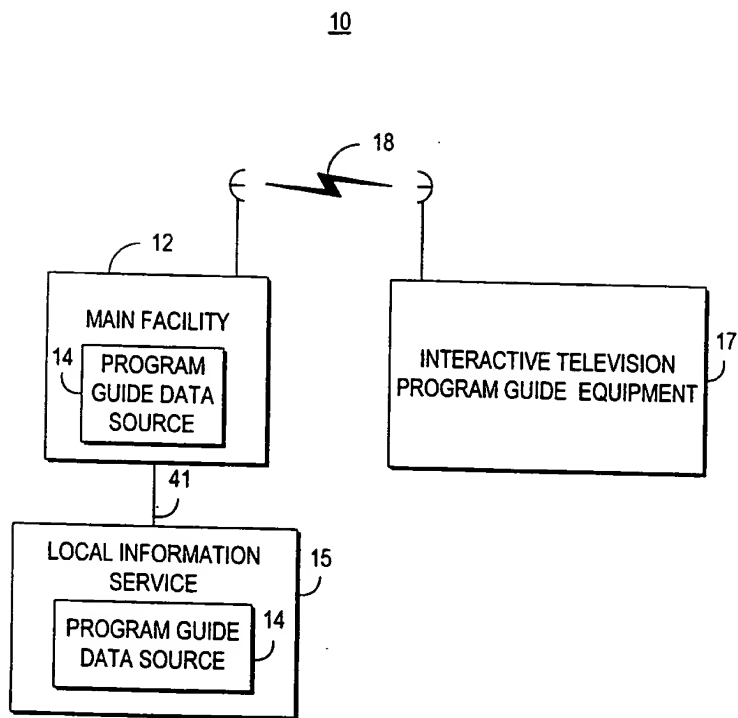 10
18
12
MAIN FACILITY
14
PROGRAM
GUIDE DATA
SOURCE
INTERACTIVE TELEVISION
PROGRAM GUIDE EQUIPMENT
17
41
LOCAL INFORMATION
SERVICE
15
PROGRAM GUIDE
DATA SOURCE
14